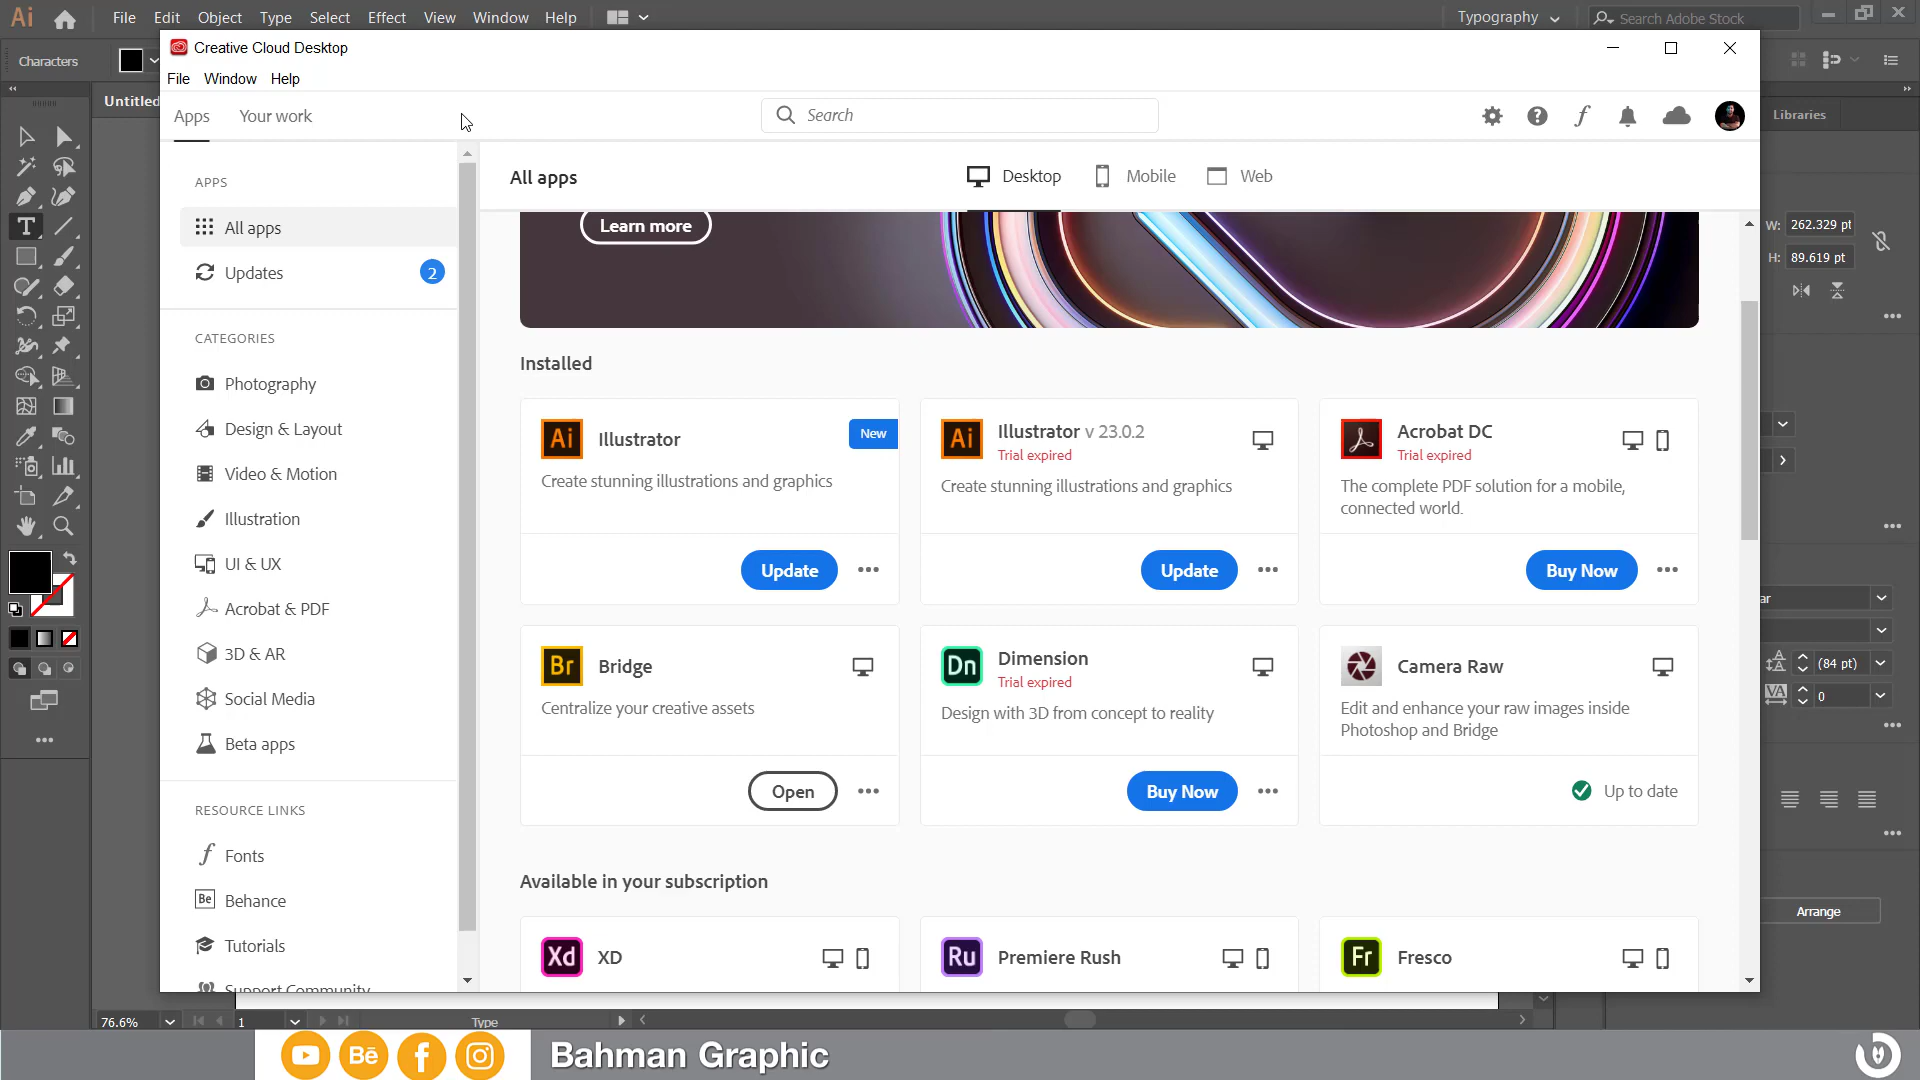 Ai File Edit Object Type Select Effect View Window Help Typography Search Adobe Stock
Characters
Creative Cloud Desktop
File Window Help
Untitled
Apps Your work Search
Libraries
All apps Desktop Mobile Web
APPS
All apps
Updates 2
Learn more
W: 262.329 pt
H: 89.619 pt
CATEGORIES
Photography
Design & Layout
Video & Motion
Illustration
UI & UX
Acrobat & PDF
3D & AR
Social Media
Beta apps
RESOURCE LINKS
Fonts
Be Behance
Tutorials
Support Community
Installed
Ai Illustrator New
Create stunning illustrations and graphics
Update
Ai Illustrator v 23.0.2
Trial expired
Create stunning illustrations and graphics
Update
Acrobat DC
Trial expired
The complete PDF solution for a mobile,
connected world.
Buy Now
Br Bridge
Centralize your creative assets
Open
Dn Dimension
Trial expired
Design with 3D from concept to reality
Buy Now
Camera Raw
Edit and enhance your raw images inside
Photoshop and Bridge
Up to date
Available in your subscription
Xd XD
Ru Premiere Rush
Fr Fresco
ar
(84 pt)
VA 0
Arrange
76.6% 1 Type
Bē Bahman Graphic